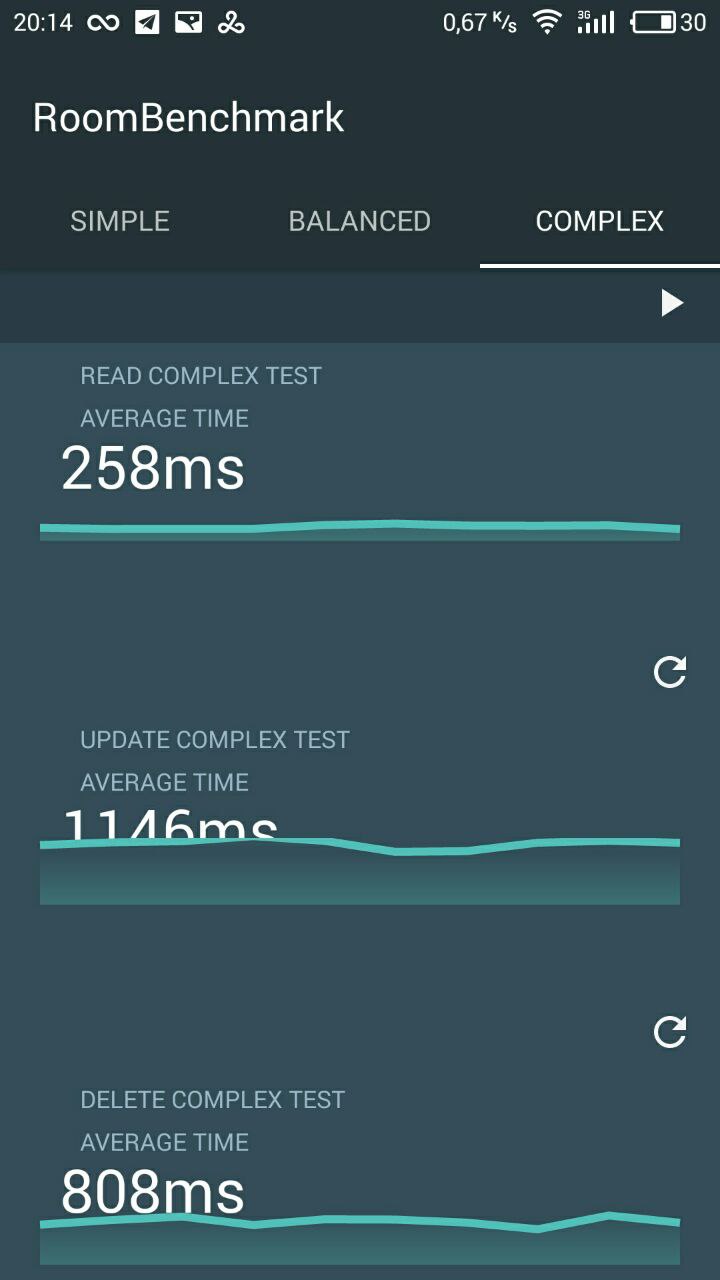 20:14 0,67 K/s 3G 30
RoomBenchmark
SIMPLE BALANCED COMPLEX
READ COMPLEX TEST
AVERAGE TIME
258ms
UPDATE COMPLEX TEST
AVERAGE TIME
1146ms
DELETE COMPLEX TEST
AVERAGE TIME
808ms